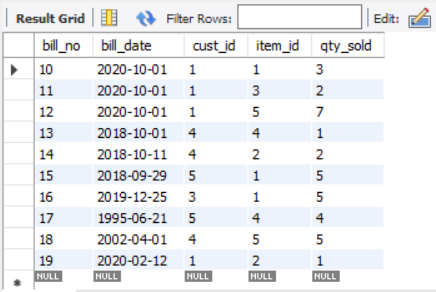 Result Grid Filter Rows: Edit:
bill_no bill_date cust_id item_id qty_sold
10 2020-10-01 1 1 3
11 2020-10-01 1 3 2
12 2020-10-01 1 5 7
13 2018-10-01 4 4 1
14 2018-10-11 4 2 2
15 2018-09-29 5 1 5
16 2019-12-25 3 1 5
17 1995-06-21 5 4 4
18 2002-04-01 4 5 5
19 2020-02-12 1 2 1
NULL NULL NULL NULL NULL